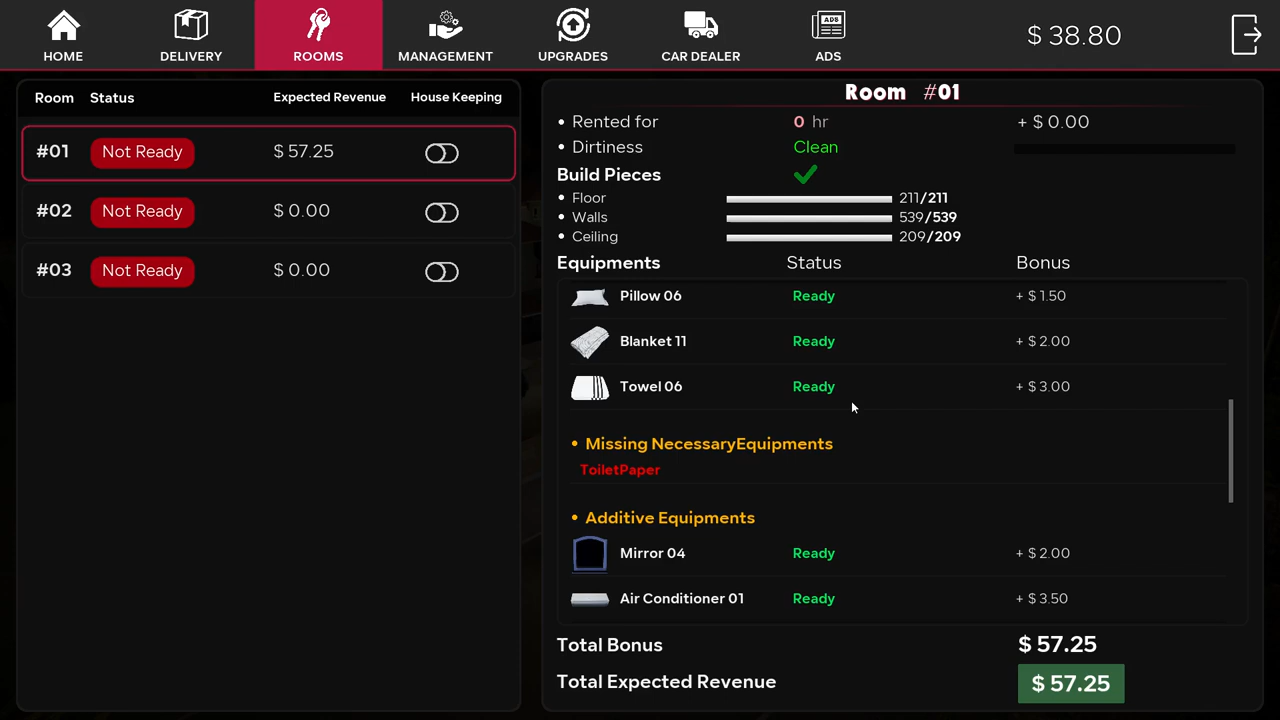 HOME DELIVERY ROOMS MANAGEMENT UPGRADES CAR DEALER ADS $ 38.80
Room Status Expected Revenue House Keeping
#01 Not Ready $ 57.25
#02 Not Ready $ 0.00
#03 Not Ready $ 0.00
Room #01
• Rented for 0 hr + $ 0.00
• Dirtiness Clean
Build Pieces
• Floor 211/211
• Walls 539/539
• Ceiling 209/209
Equipments Status Bonus
Pillow 06 Ready + $ 1.50
Blanket 11 Ready + $ 2.00
Towel 06 Ready + $ 3.00
• Missing NecessaryEquipments
ToiletPaper
• Additive Equipments
Mirror 04 Ready + $ 2.00
Air Conditioner 01 Ready + $ 3.50
Total Bonus $ 57.25
Total Expected Revenue $ 57.25